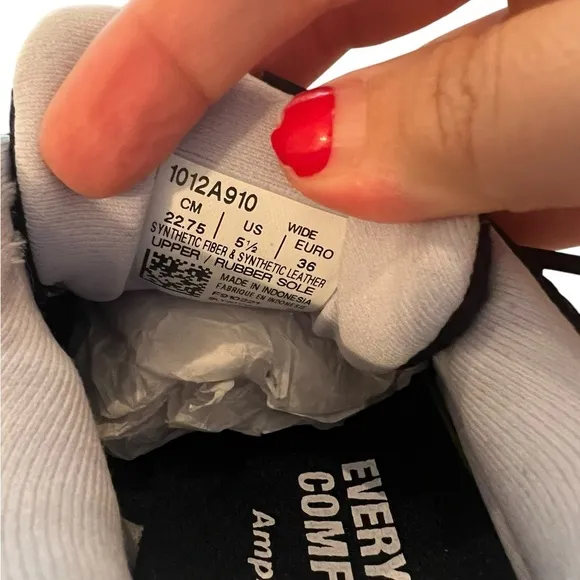 1012A910
WIDE
CM | US | EURO
22.75 | 5½ | 36
SYNTHETIC FIBER & SYNTHETIC LEATHER
UPPER / RUBBER SOLE
MADE IN INDONESIA
FABRIQUE EN INDONESIE
EVERY
COMF
Amp